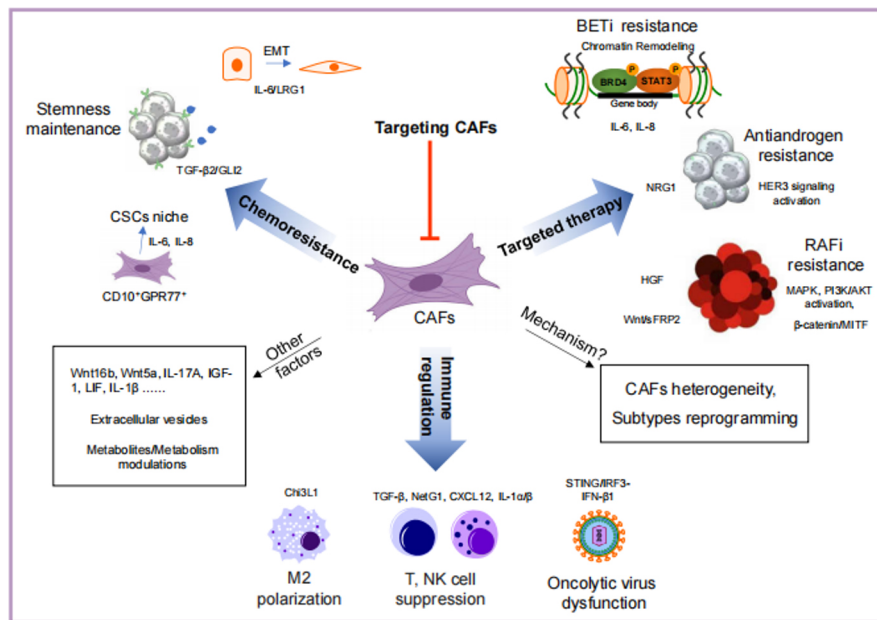 BETi resistance
Chromatin Remodeling
P
P
BRD4
STAT3
Gene body
IL-6, IL-8
EMT
IL-6/LRG1
Stemness
maintenance
TGF-β2/GLI2
Targeting CAFs
Antiandrogen
resistance
NRG1
HER3 signaling
activation
Chemoresistance
Targeted therapy
CSCs niche
IL-6, IL-8
CD10⁺GPR77⁺
CAFs
RAFi
resistance
HGF
MAPK, PI3K/AKT
activation,
Wnt/sFRP2
β-catenin/MITF
Other
factors
Mechanism?
Immune
regulation
Wnt16b, Wnt5a, IL-17A, IGF-
1, LIF, IL-1β ......
Extracellular vesicles
Metabolites/Metabolism
modulations
CAFs heterogeneity,
Subtypes reprogramming
Chi3L1
M2
polarization
TGF-β, NetG1, CXCL12, IL-1α/β
T, NK cell
suppression
STING/IRF3-
IFN-β1
Oncolytic virus
dysfunction